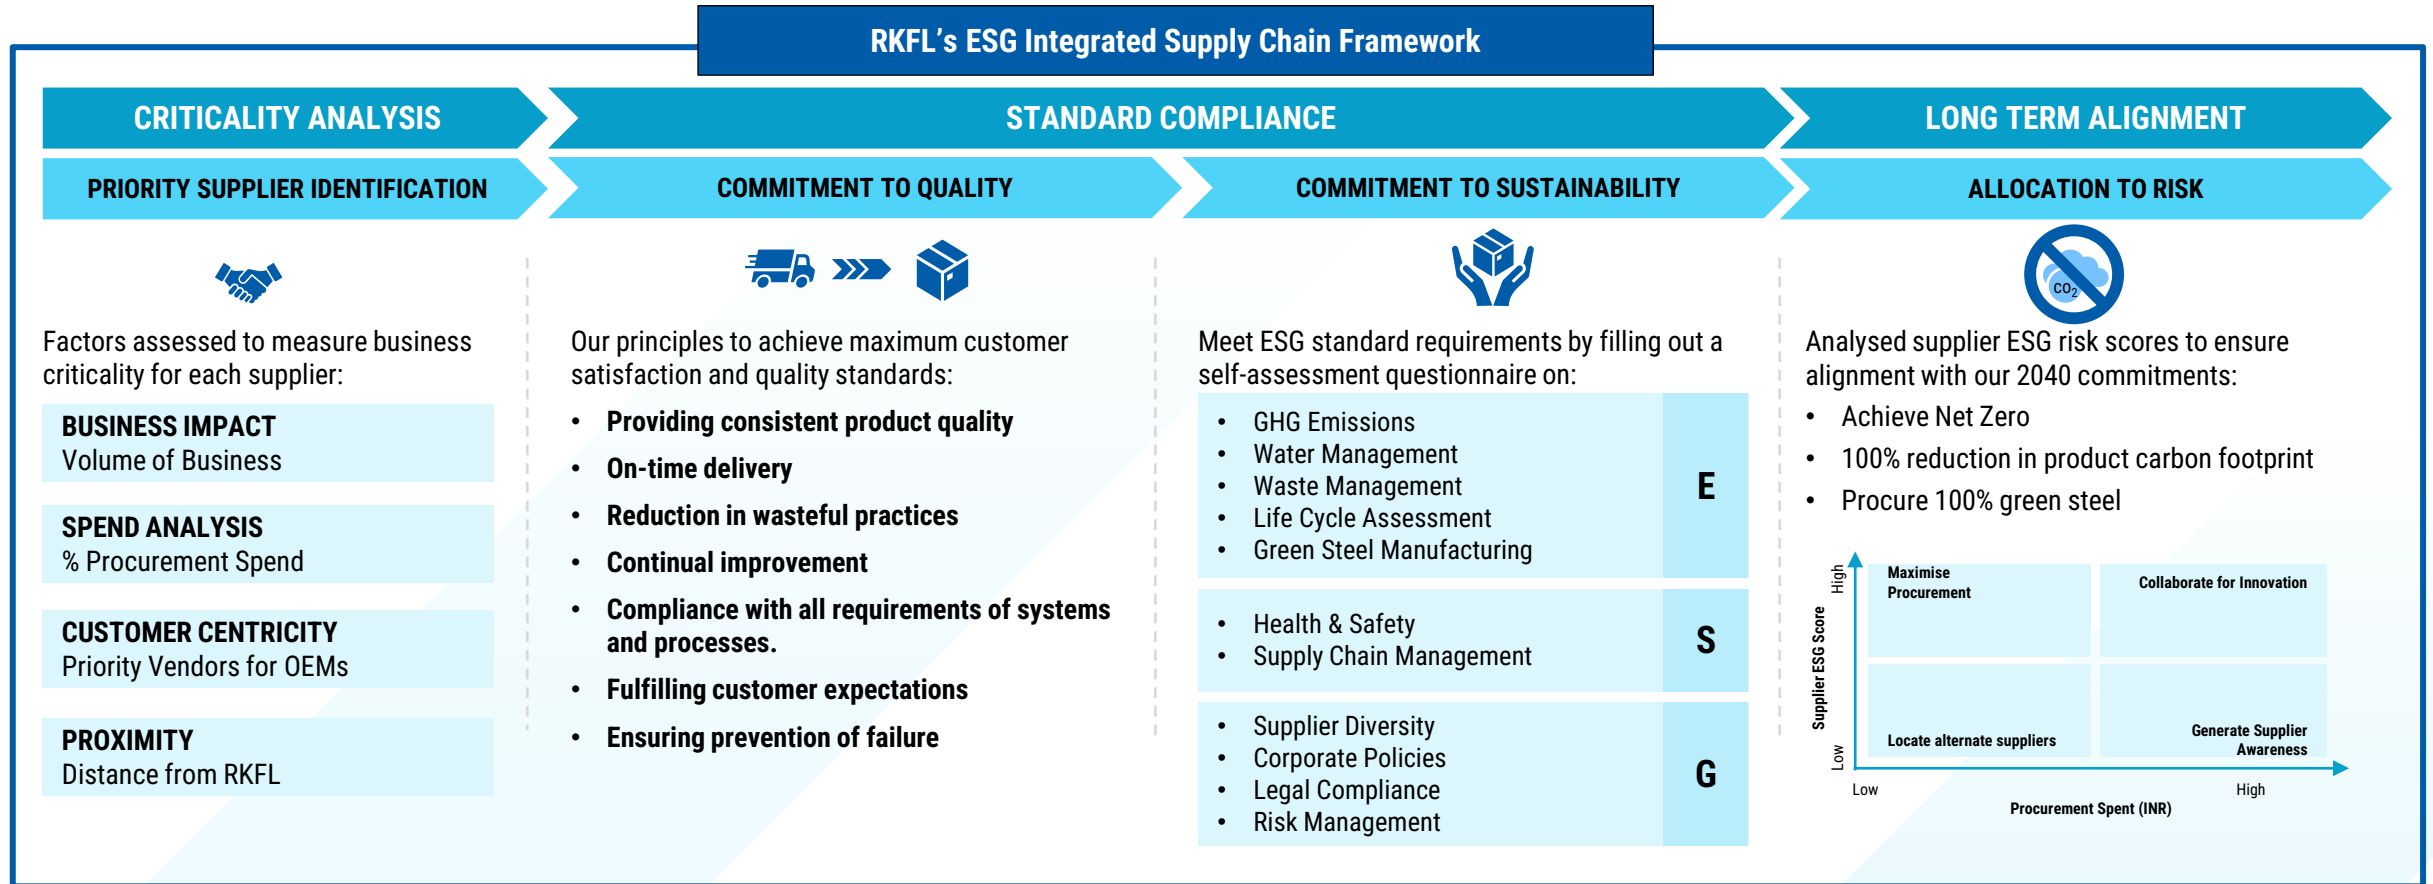 RKFL's ESG Integrated Supply Chain Framework
CRITICALITY ANALYSIS
STANDARD COMPLIANCE
LONG TERM ALIGNMENT
PRIORITY SUPPLIER IDENTIFICATION
COMMITMENT TO QUALITY
COMMITMENT TO SUSTAINABILITY
ALLOCATION TO RISK
Factors assessed to measure business
criticality for each supplier:
BUSINESS IMPACT
Volume of Business
SPEND ANALYSIS
% Procurement Spend
CUSTOMER CENTRICITY
Priority Vendors for OEMs
PROXIMITY
Distance from RKFL
Our principles to achieve maximum customer
satisfaction and quality standards:
• Providing consistent product quality
• On-time delivery
• Reduction in wasteful practices
• Continual improvement
• Compliance with all requirements of systems
and processes.
• Fulfilling customer expectations
• Ensuring prevention of failure
Meet ESG standard requirements by filling out a
self-assessment questionnaire on:
• GHG Emissions
• Water Management
• Waste Management
• Life Cycle Assessment
• Green Steel Manufacturing
E
• Health & Safety
• Supply Chain Management
S
• Supplier Diversity
• Corporate Policies
• Legal Compliance
• Risk Management
G
CO2
Analysed supplier ESG risk scores to ensure
alignment with our 2040 commitments:
• Achieve Net Zero
• 100% reduction in product carbon footprint
• Procure 100% green steel
High
Supplier ESG Score
Low
Maximise
Procurement
Collaborate for Innovation
Locate alternate suppliers
Generate Supplier
Awareness
Low
High
Procurement Spent (INR)